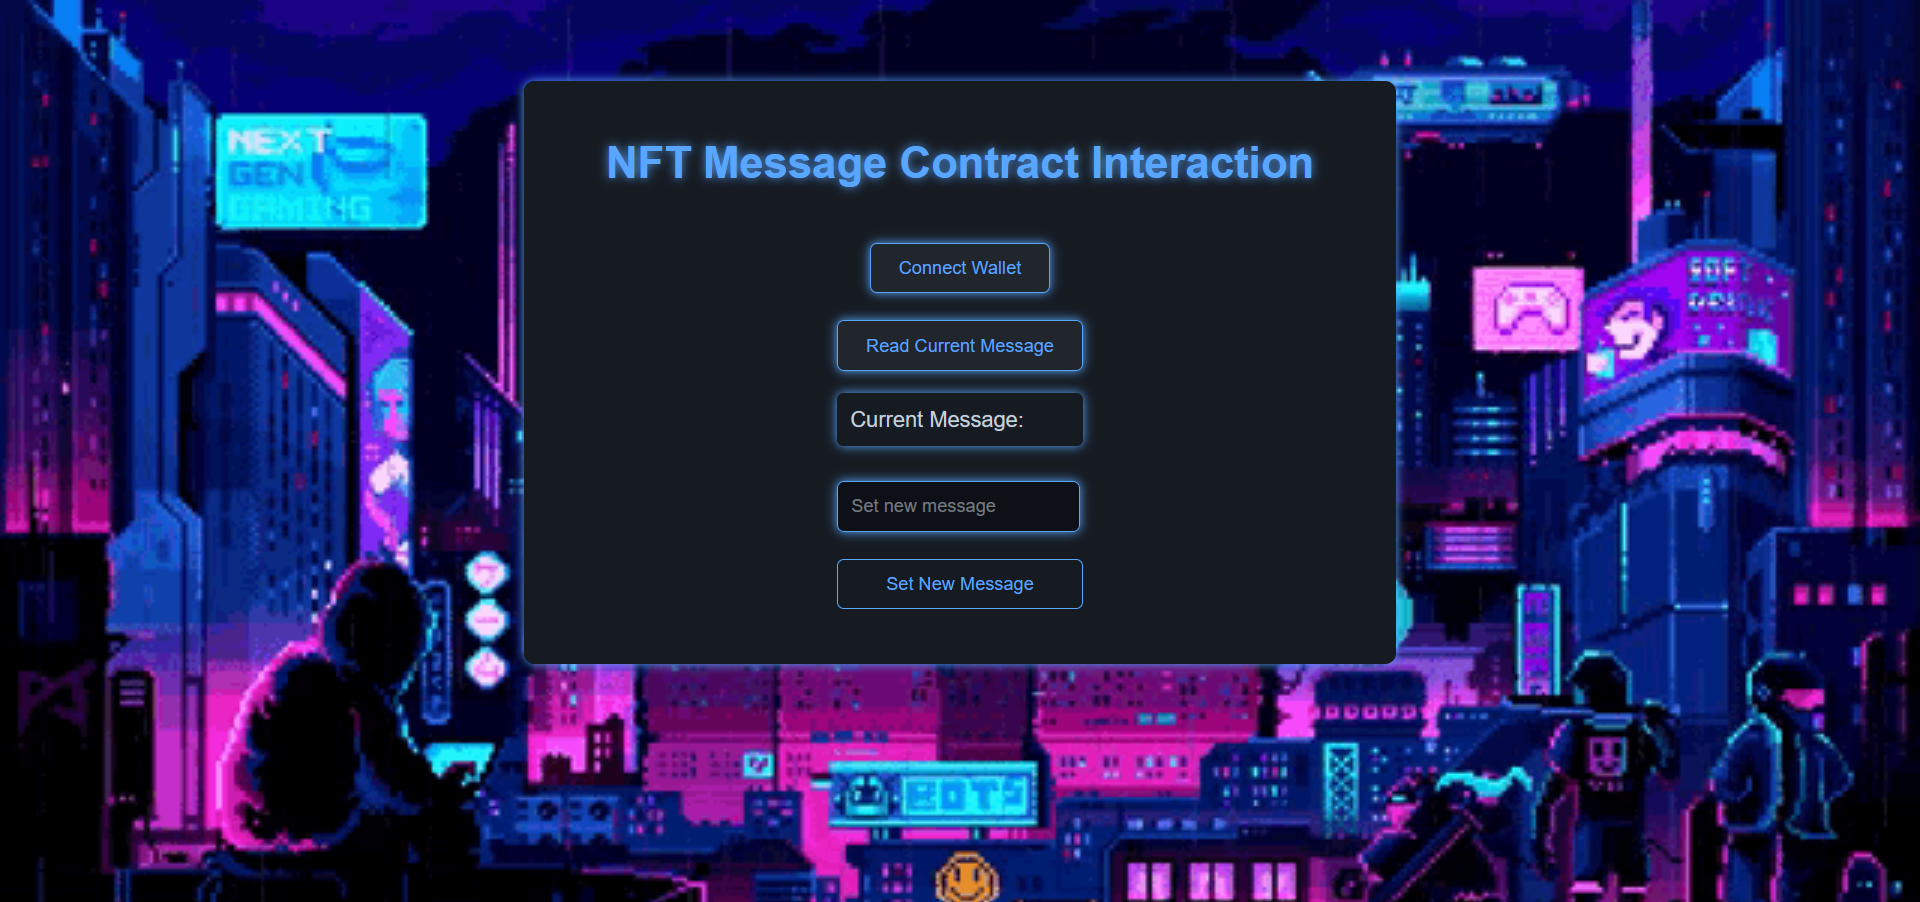 NEXT
GEN
GAMING
NFT Message Contract Interaction
Connect Wallet
Read Current Message
Current Message:
Set new message
Set New Message
BOTS